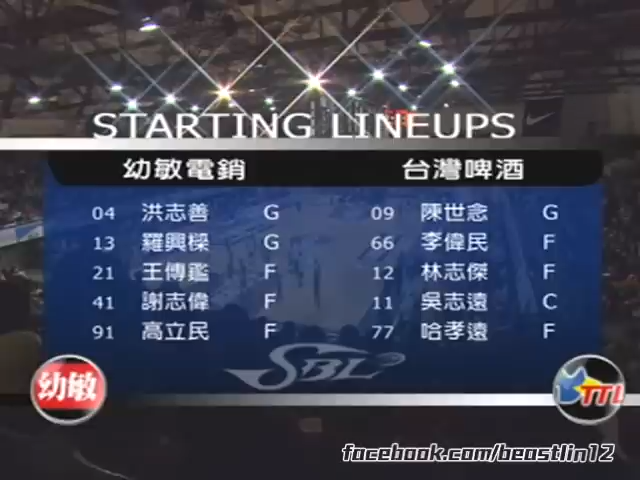 STARTING LINEUPS
幼敏電銷 台灣啤酒
04 洪志善 G 09 陳世念 G
13 羅興樑 G 66 李偉民 F
21 王傳鑑 F 12 林志傑 F
41 謝志偉 F 11 吳志遠 C
91 高立民 F 77 哈孝遠 F
SBL
幼敏 TTL
facebook.com/beastlin12